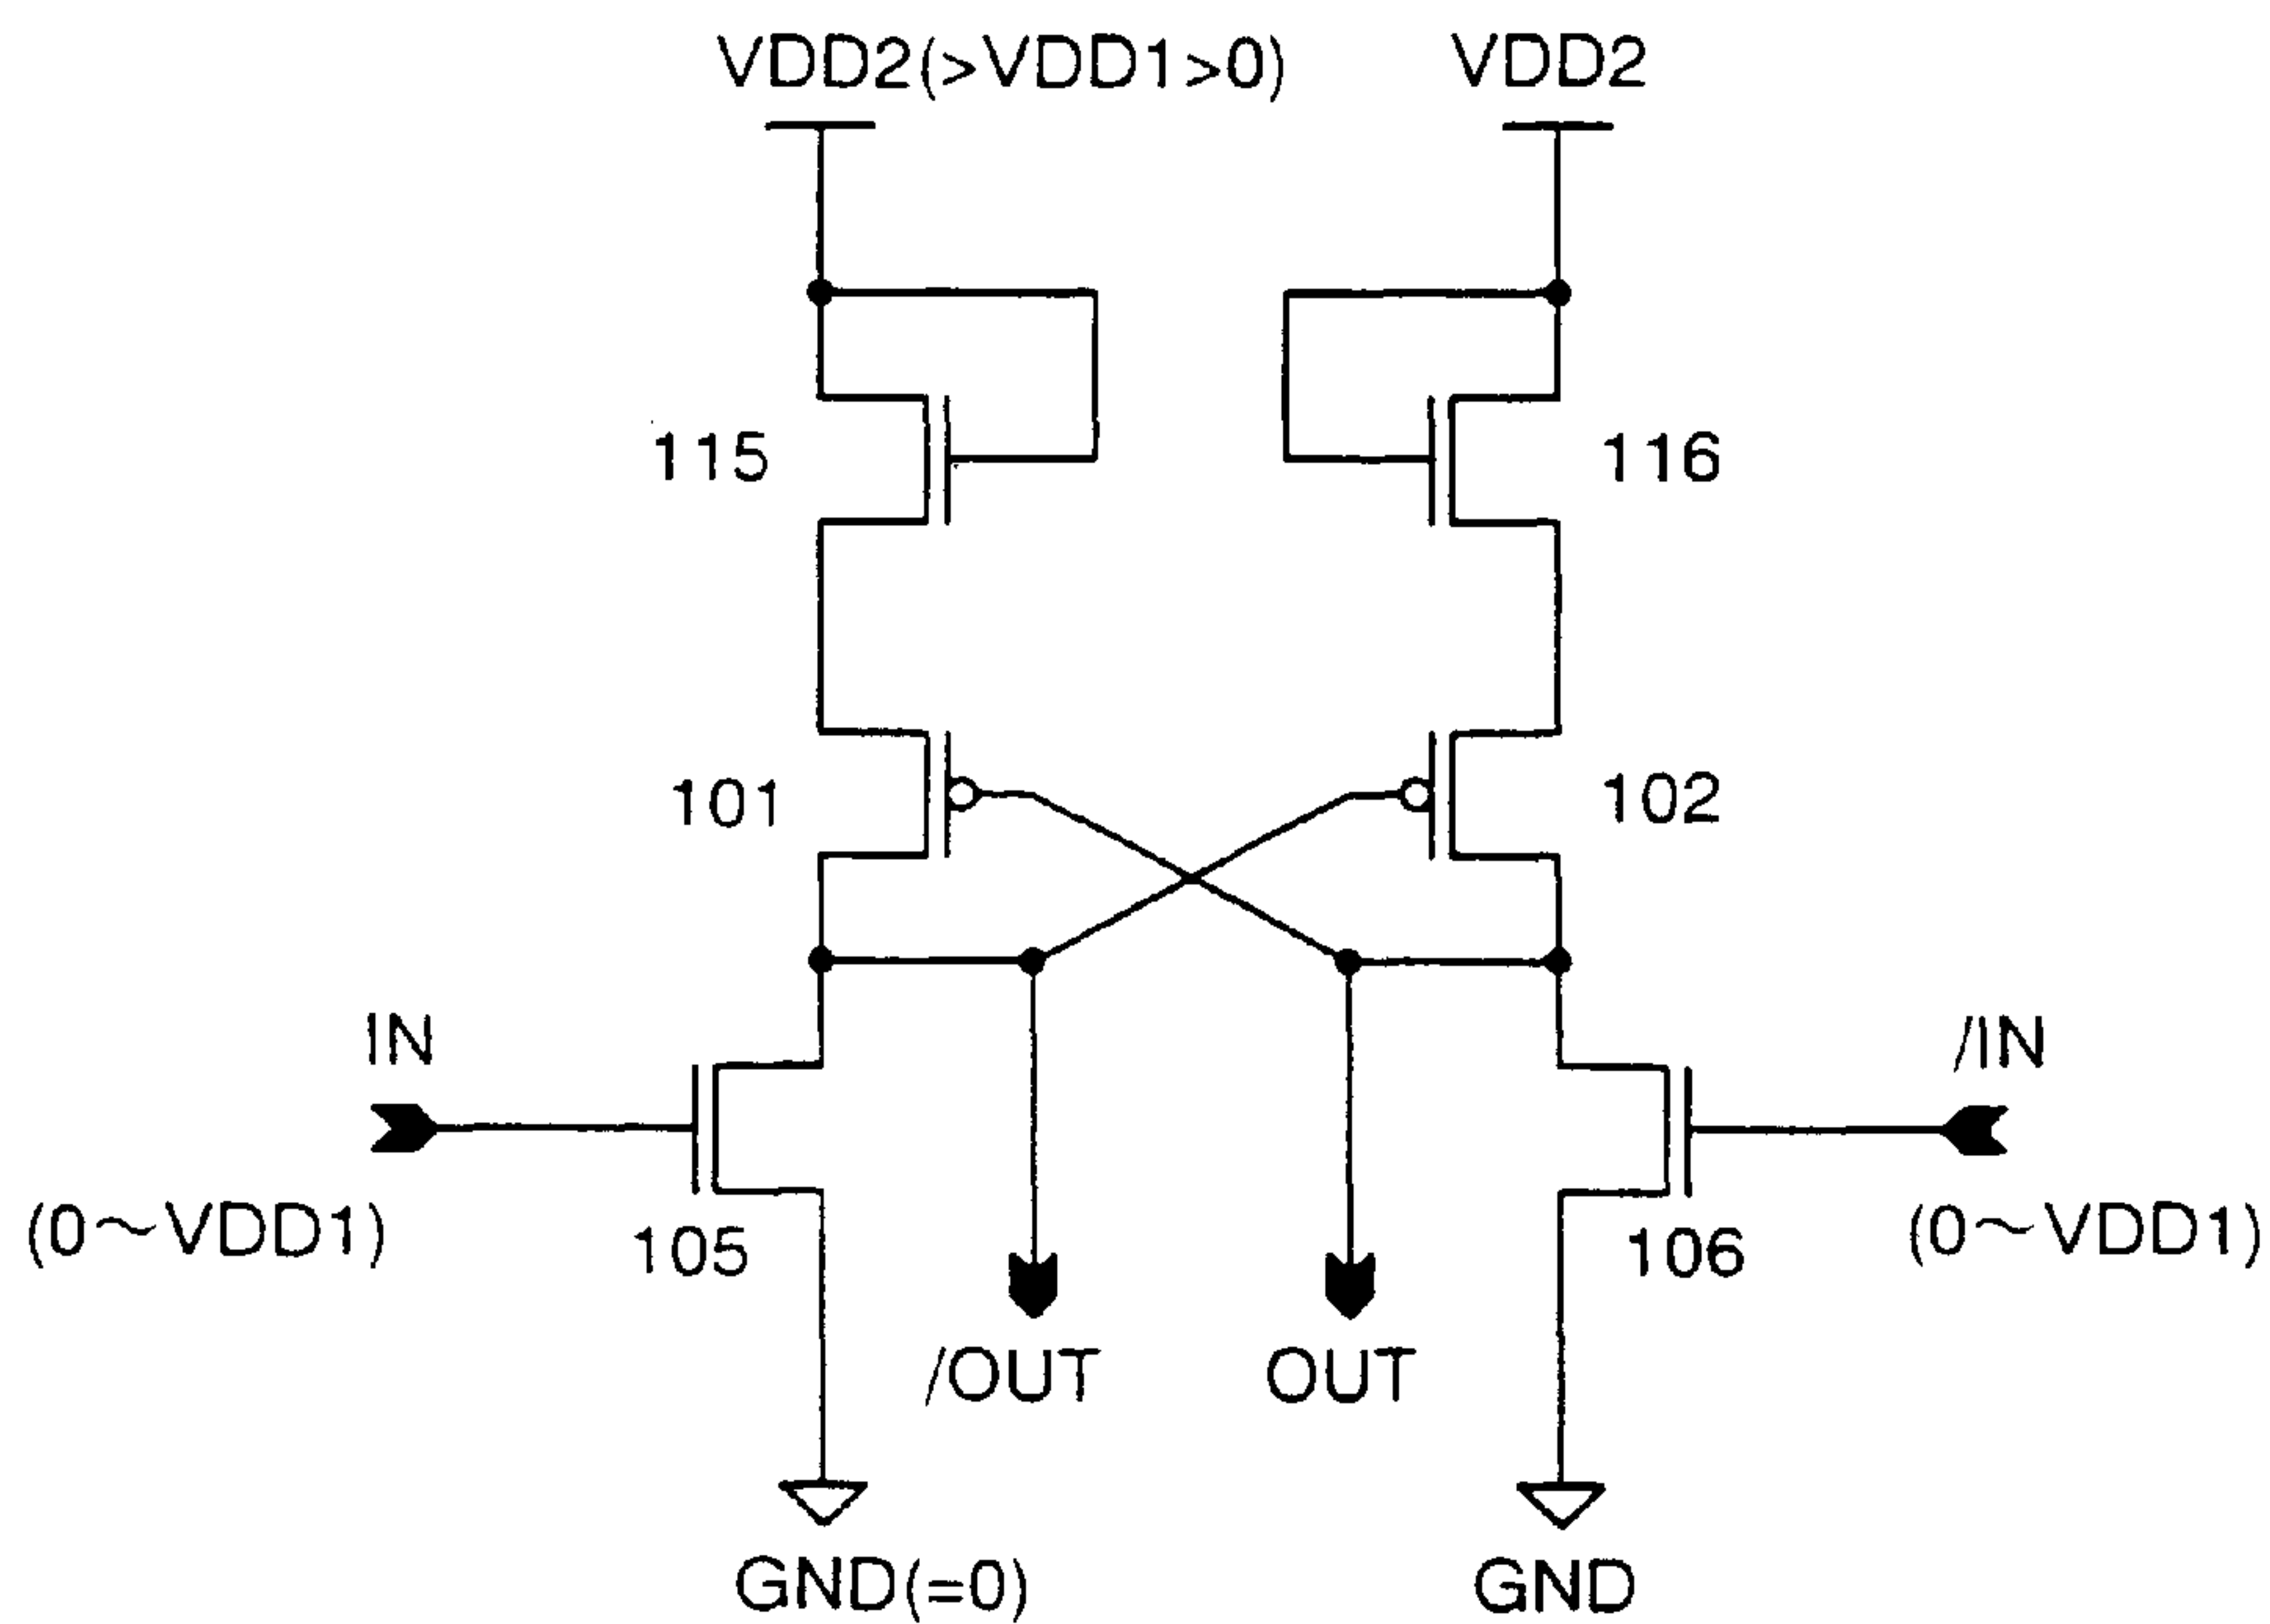 VDD2(>VDD1>0)
VDD2
115
116
101
102
IN
/IN
(0~VDD1)
105
106
(0~VDD1)
/OUT
OUT
GND(=0)
GND